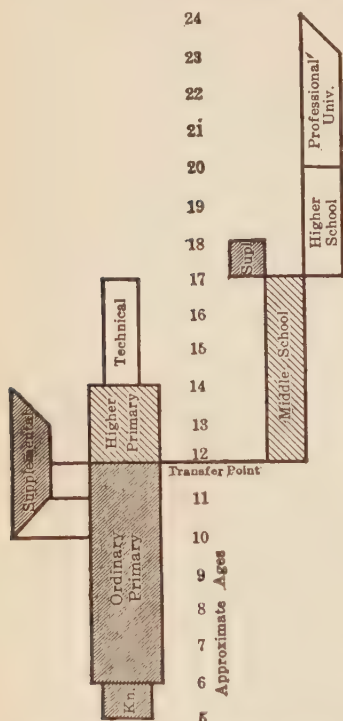 24
23
22
21
20
19
18
17
16
15
14
13
12
Transfer Point
11
10
9
8
7
6
5
Approximate Ages
Professional
Univ.
Higher
School
Supl
Middle School
Technical
Higher
Primary
Supplemental
Ordinary
Primary
Kn.